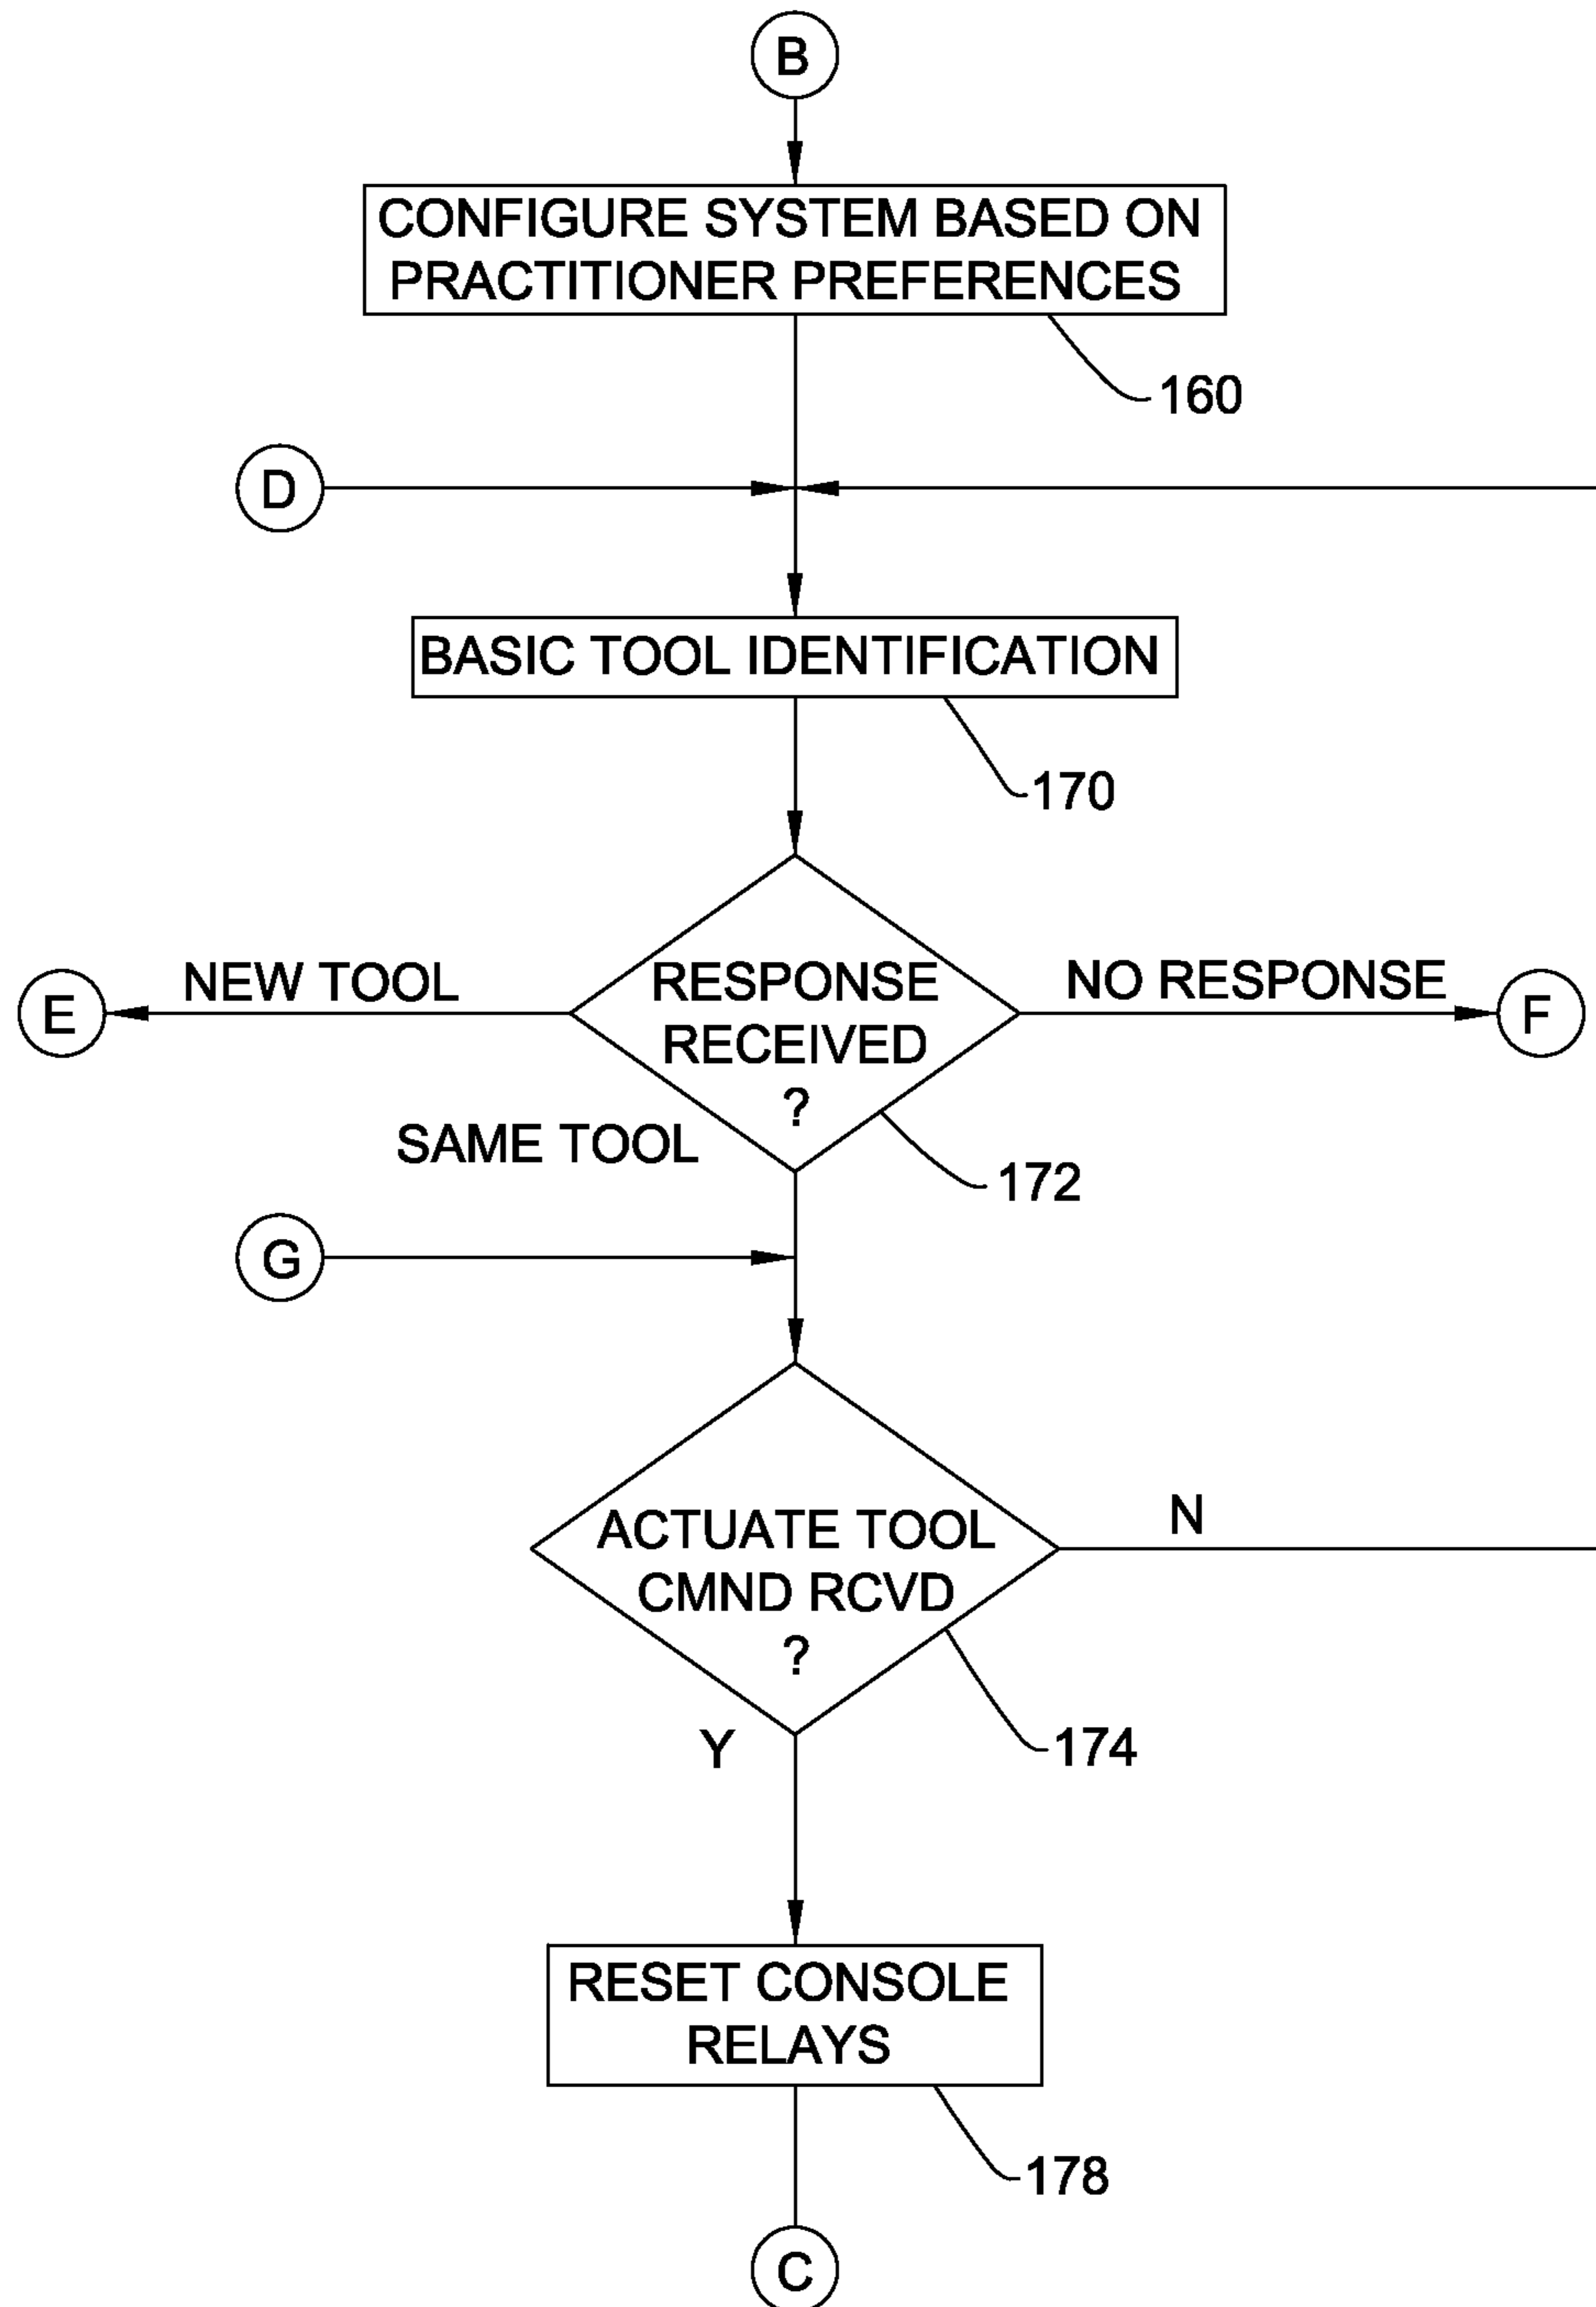 B
CONFIGURE SYSTEM BASED ON
PRACTITIONER PREFERENCES
160
D
BASIC TOOL IDENTIFICATION
170
NEW TOOL
NO RESPONSE
E
RESPONSE
RECEIVED
?
F
SAME TOOL
172
G
N
ACTUATE TOOL
CMND RCVD
?
Y
174
RESET CONSOLE
RELAYS
178
C